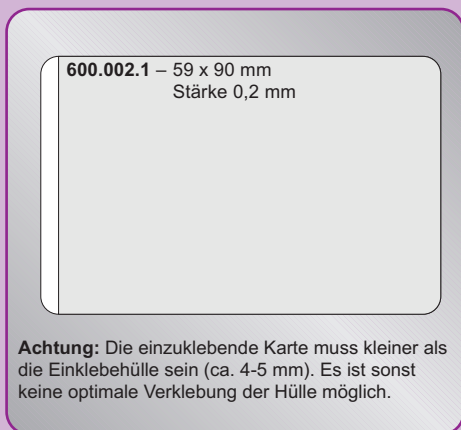 600.002.1 – 59 x 90 mm
Stärke 0,2 mm
Achtung: Die einzuklebende Karte muss kleiner als
die Einklebehülle sein (ca. 4-5 mm). Es ist sonst
keine optimale Verklebung der Hülle möglich.